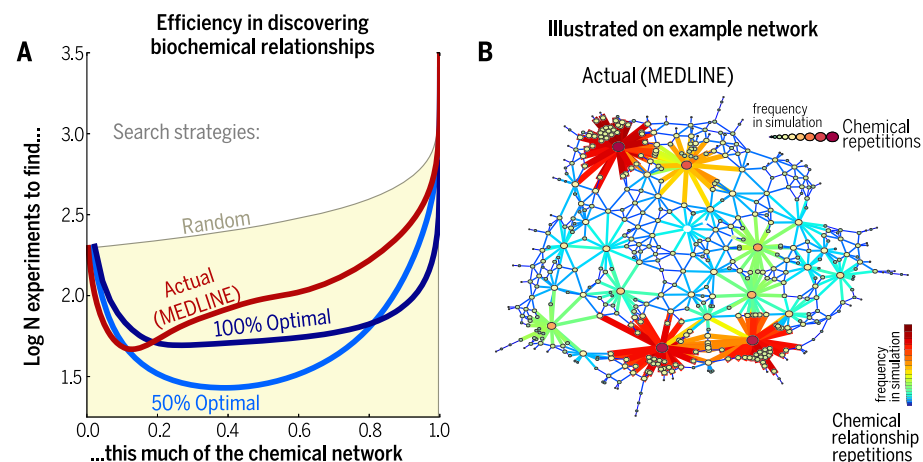 A
Efficiency in discovering
biochemical relationships
Log N experiments to find...
3.5
3.0
2.5
2.0
1.5
Search strategies:
Random
Actual
(MEDLINE)
100% Optimal
50% Optimal
0.0 0.2 0.4 0.6 0.8 1.0
...this much of the chemical network
Illustrated on example network
B
Actual (MEDLINE)
frequency
in simulation
Chemical
repetitions
frequency
in simulation
Chemical
relationship
repetitions